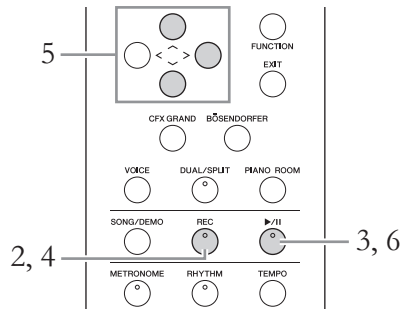 5
< >
FUNCTION
EXIT
CFX GRAND BÖSENDORFER
VOICE DUAL/SPLIT PIANO ROOM
SONG/DEMO REC ►/II
2, 4
3, 6
METRONOME RHYTHM TEMPO